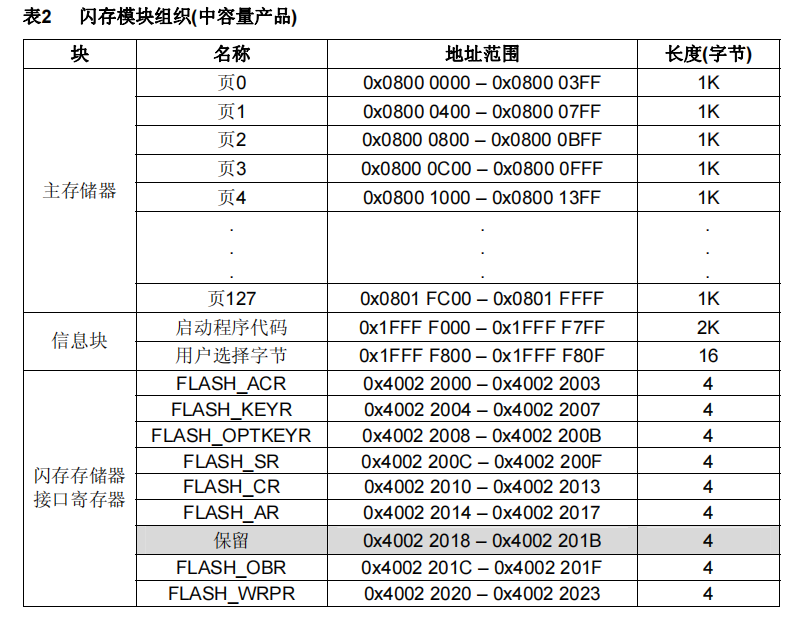 表2 闪存模块组织(中容量产品)
块 名称 地址范围 长度(字节)
主存储器 页0 0x0800 0000 – 0x0800 03FF 1K
页1 0x0800 0400 – 0x0800 07FF 1K
页2 0x0800 0800 – 0x0800 0BFF 1K
页3 0x0800 0C00 – 0x0800 0FFF 1K
页4 0x0800 1000 – 0x0800 13FF 1K
. . .
. . .
. . .
页127 0x0801 FC00 – 0x0801 FFFF 1K
信息块 启动程序代码 0x1FFF F000 – 0x1FFF F7FF 2K
用户选择字节 0x1FFF F800 – 0x1FFF F80F 16
闪存存储器
接口寄存器 FLASH_ACR 0x4002 2000 – 0x4002 2003 4
FLASH_KEYR 0x4002 2004 – 0x4002 2007 4
FLASH_OPTKEYR 0x4002 2008 – 0x4002 200B 4
FLASH_SR 0x4002 200C – 0x4002 200F 4
FLASH_CR 0x4002 2010 – 0x4002 2013 4
FLASH_AR 0x4002 2014 – 0x4002 2017 4
保留 0x4002 2018 – 0x4002 201B 4
FLASH_OBR 0x4002 201C – 0x4002 201F 4
FLASH_WRPR 0x4002 2020 – 0x4002 2023 4